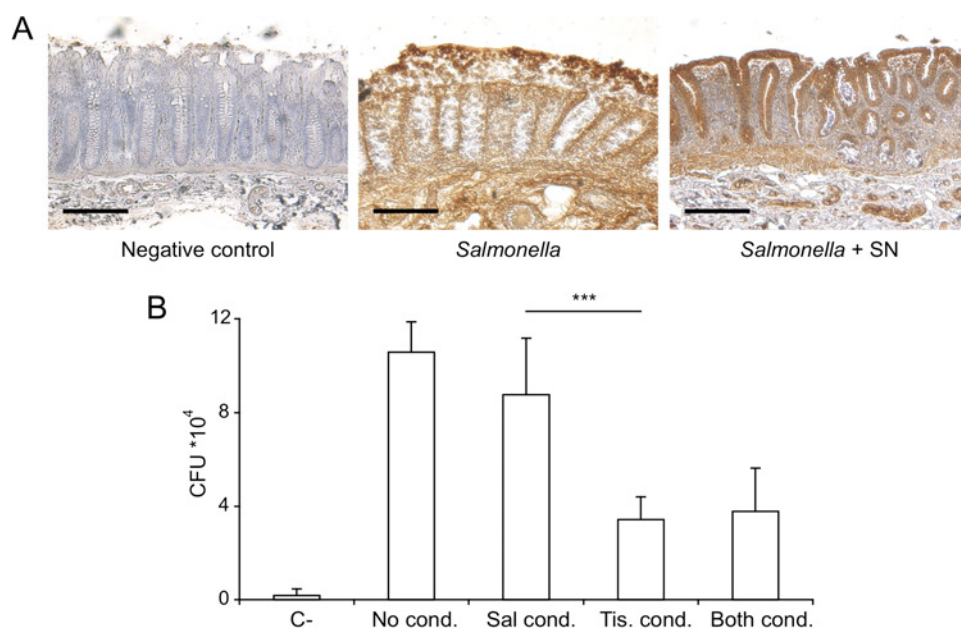 A
Negative control
Salmonella
Salmonella + SN
B
***
12
8
4
0
CFU *10⁴
C-
No cond.
Sal cond.
Tis. cond.
Both cond.